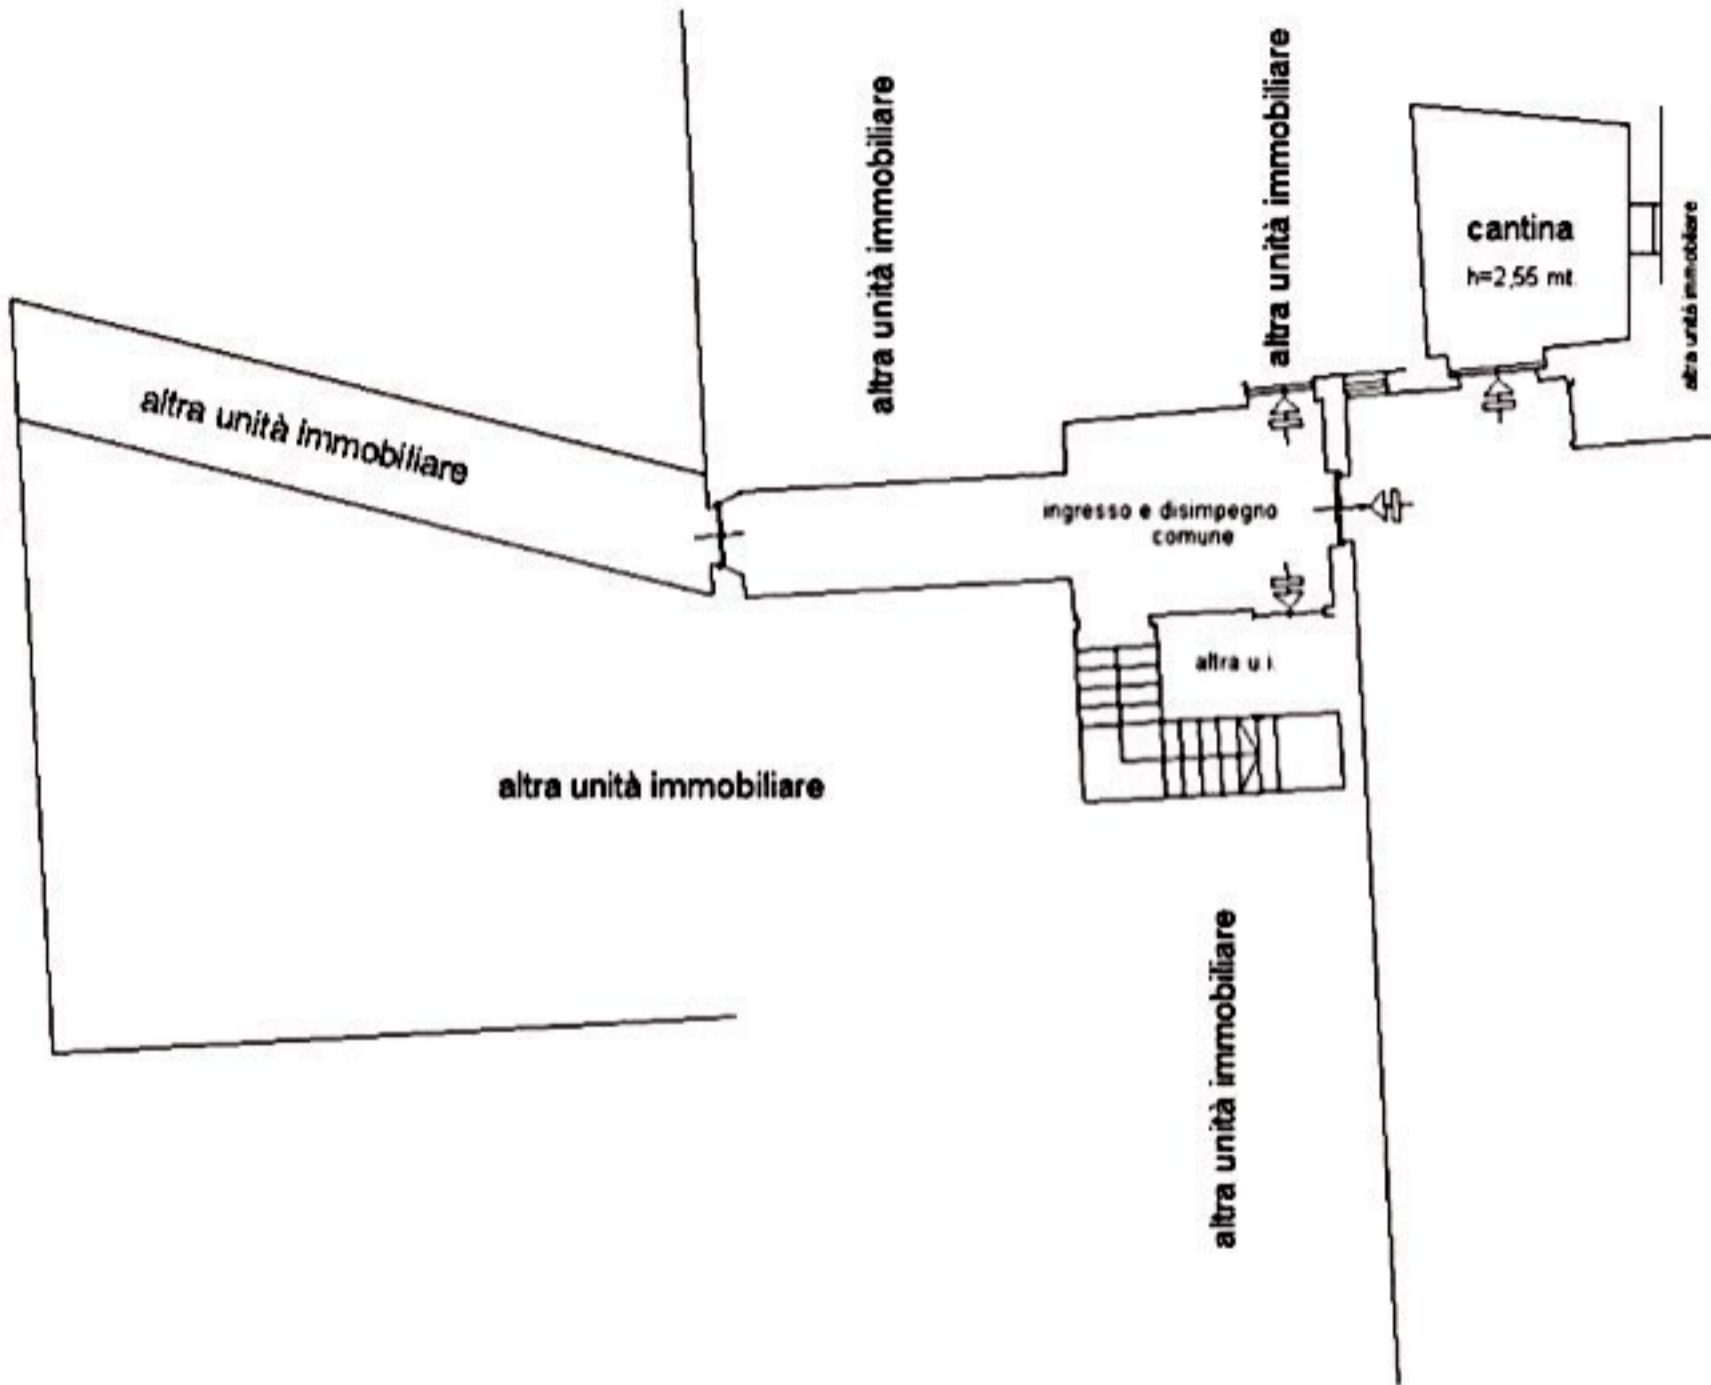 altra unità immobiliare
altra unità immobiliare
cantina
h=2,55 mt.
altra unità immobiliare
altra unità immobiliare
ingresso e disimpegno
comune
altra u.i.
altra unità immobiliare
altra unità immobiliare